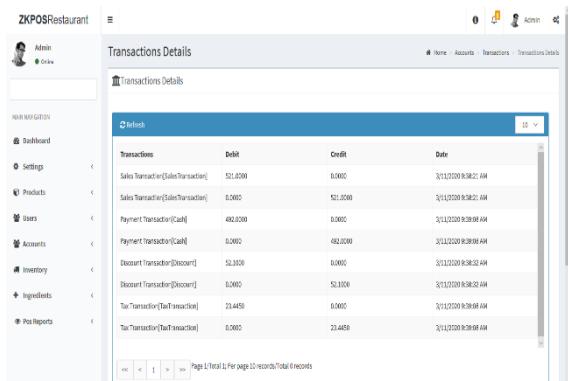 ZKPOSRestaurant
Admin
Admin
Online
Transactions Details
Home > Accounts > Transactions > Transactions Details
Transactions Details
MAIN NAVIGATION
Dashboard
Settings
Products
Users
Accounts
Inventory
Ingredients
Pos Reports
Refresh
10
Transactions Debit Credit Date
Sales Transaction[SalesTransaction] 521.0000 0.0000 3/11/2020 9:38:21 AM
Sales Transaction[SalesTransaction] 0.0000 521.0000 3/11/2020 9:38:21 AM
Payment Transaction[Cash] 492.0000 0.0000 3/11/2020 9:39:08 AM
Payment Transaction[Cash] 0.0000 492.0000 3/11/2020 9:39:08 AM
Discount Transaction[Discount] 52.1000 0.0000 3/11/2020 9:38:32 AM
Discount Transaction[Discount] 0.0000 52.1000 3/11/2020 9:38:32 AM
Tax Transaction[TaxTransaction] 23.4450 0.0000 3/11/2020 9:39:08 AM
Tax Transaction[TaxTransaction] 0.0000 23.4450 3/11/2020 9:39:08 AM
<< < 1 > >> Page 1/Total 1; Per page 10 records/Total 0 records